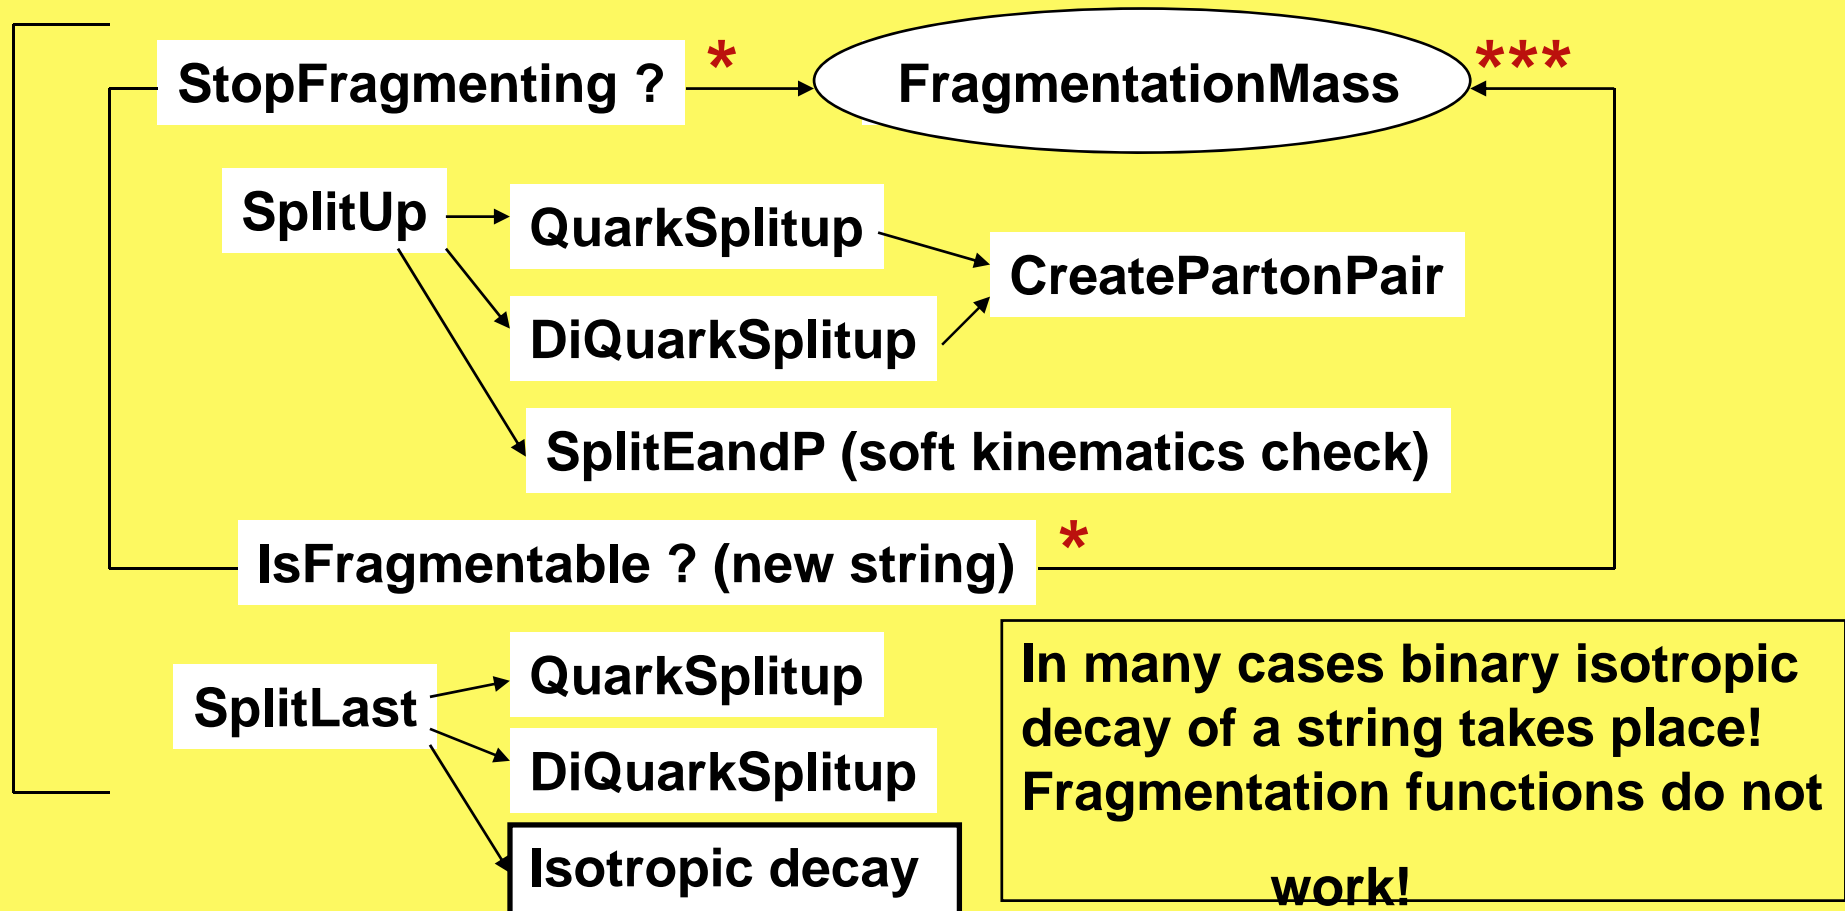 StopFragmenting ? * FragmentationMass ***
SplitUp
QuarkSplitup
CreatePartonPair
DiQuarkSplitup
SplitEandP (soft kinematics check)
IsFragmentable ? (new string) *
SplitLast
QuarkSplitup
DiQuarkSplitup
Isotropic decay
In many cases binary isotropic
decay of a string takes place!
Fragmentation functions do not
work!